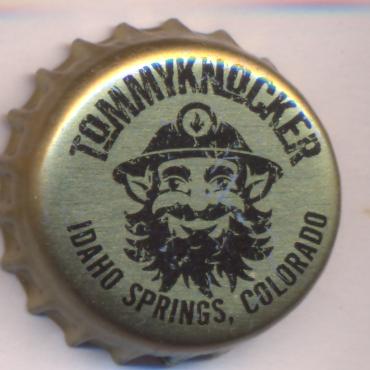 TOMMYKNOCKER
IDAHO SPRINGS, COLORADO